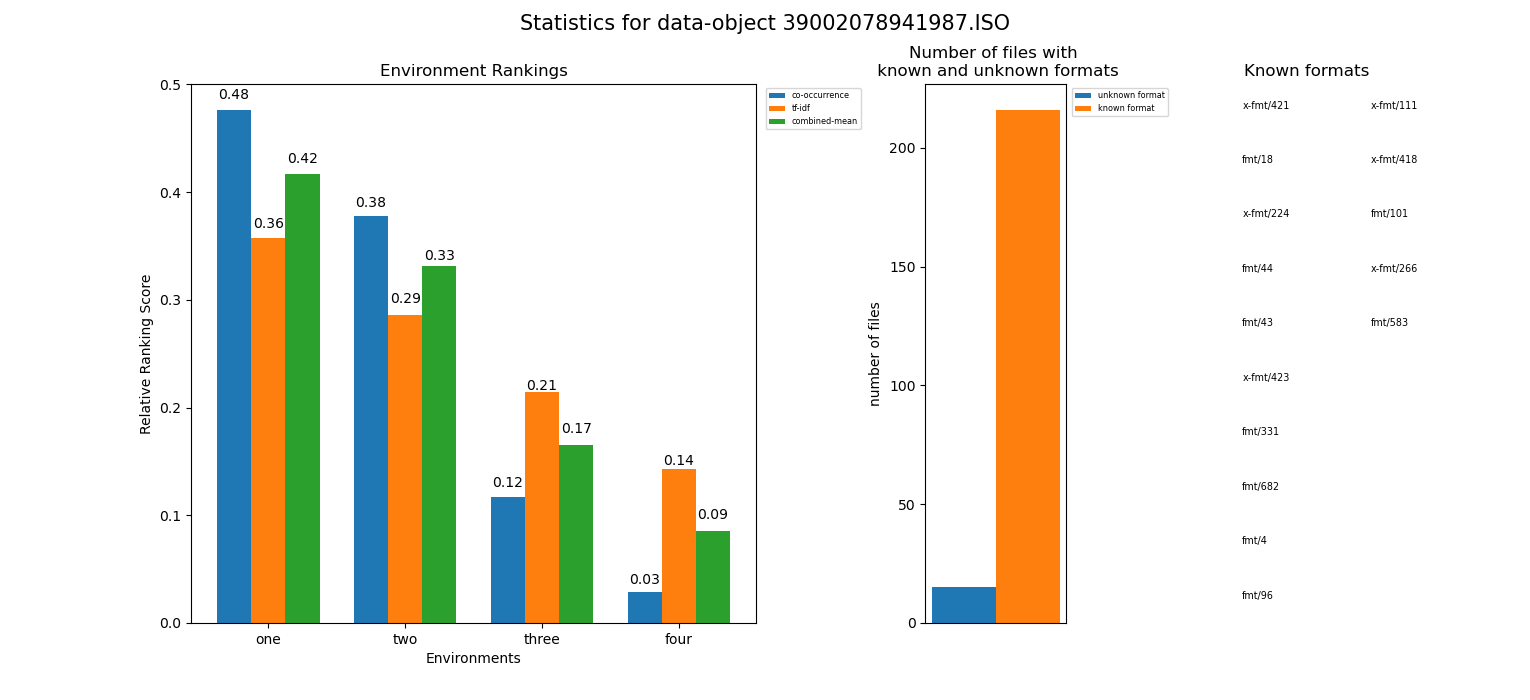 Statistics for data-object 39002078941987.ISO
Environment Rankings
0.5
0.4
0.3
0.2
0.1
0.0
Relative Ranking Score
0.48
0.36
0.42
0.38
0.29
0.33
0.12
0.21
0.17
0.03
0.14
0.09
one two three four
Environments
co-occurrence
tf-idf
combined-mean
Number of files with
known and unknown formats
200
150
100
50
0
number of files
unknown format
known format
Known formats
x-fmt/421 x-fmt/111
fmt/18 x-fmt/418
x-fmt/224 fmt/101
fmt/44 x-fmt/266
fmt/43 fmt/583
x-fmt/423
fmt/331
fmt/682
fmt/4
fmt/96